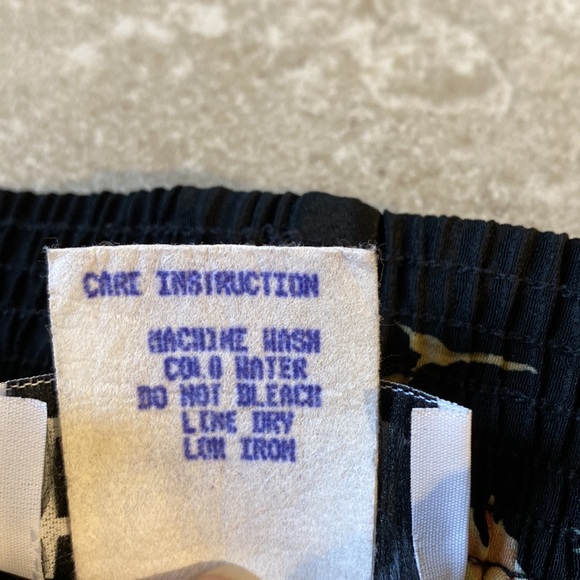 CARE INSTRUCTION
MACHINE WASH
COLD WATER
DO NOT BLEACH
LINE DRY
LOW IRON